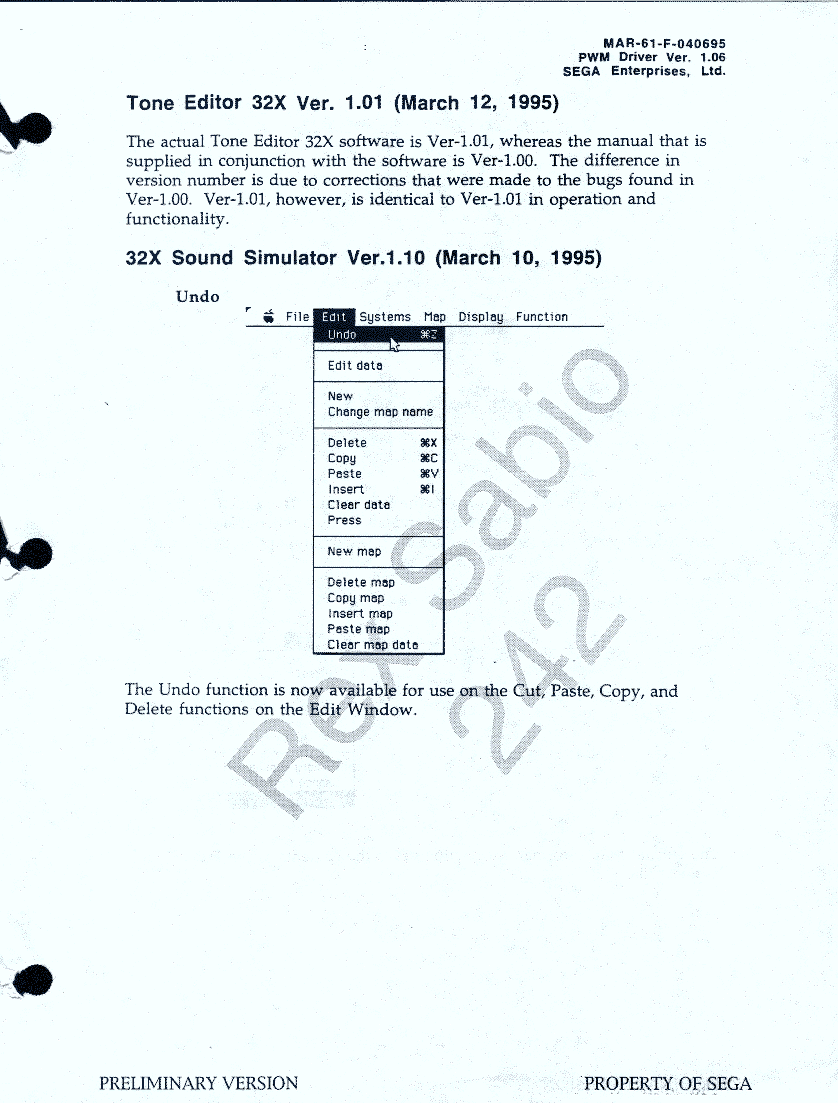 MAR-61-F-040695
PWM Driver Ver. 1.06
SEGA Enterprises, Ltd.
Tone Editor 32X Ver. 1.01 (March 12, 1995)
The actual Tone Editor 32X software is Ver-1.01, whereas the manual that is
supplied in conjunction with the software is Ver-1.00. The difference in
version number is due to corrections that were made to the bugs found in
Ver-1.00. Ver-1.01, however, is identical to Ver-1.01 in operation and
functionality.
32X Sound Simulator Ver.1.10 (March 10, 1995)
Undo
File Edit Systems Map Display Function
Undo ⌘Z
Edit data
New
Change map name
Delete ⌘X
Copy ⌘C
Paste ⌘V
Insert ⌘I
Clear data
Press
New map
Delete map
Copy map
Insert map
Paste map
Clear map data
The Undo function is now available for use on the Cut, Paste, Copy, and
Delete functions on the Edit Window.
Rex Sabio
242
PRELIMINARY VERSION
PROPERTY OF SEGA